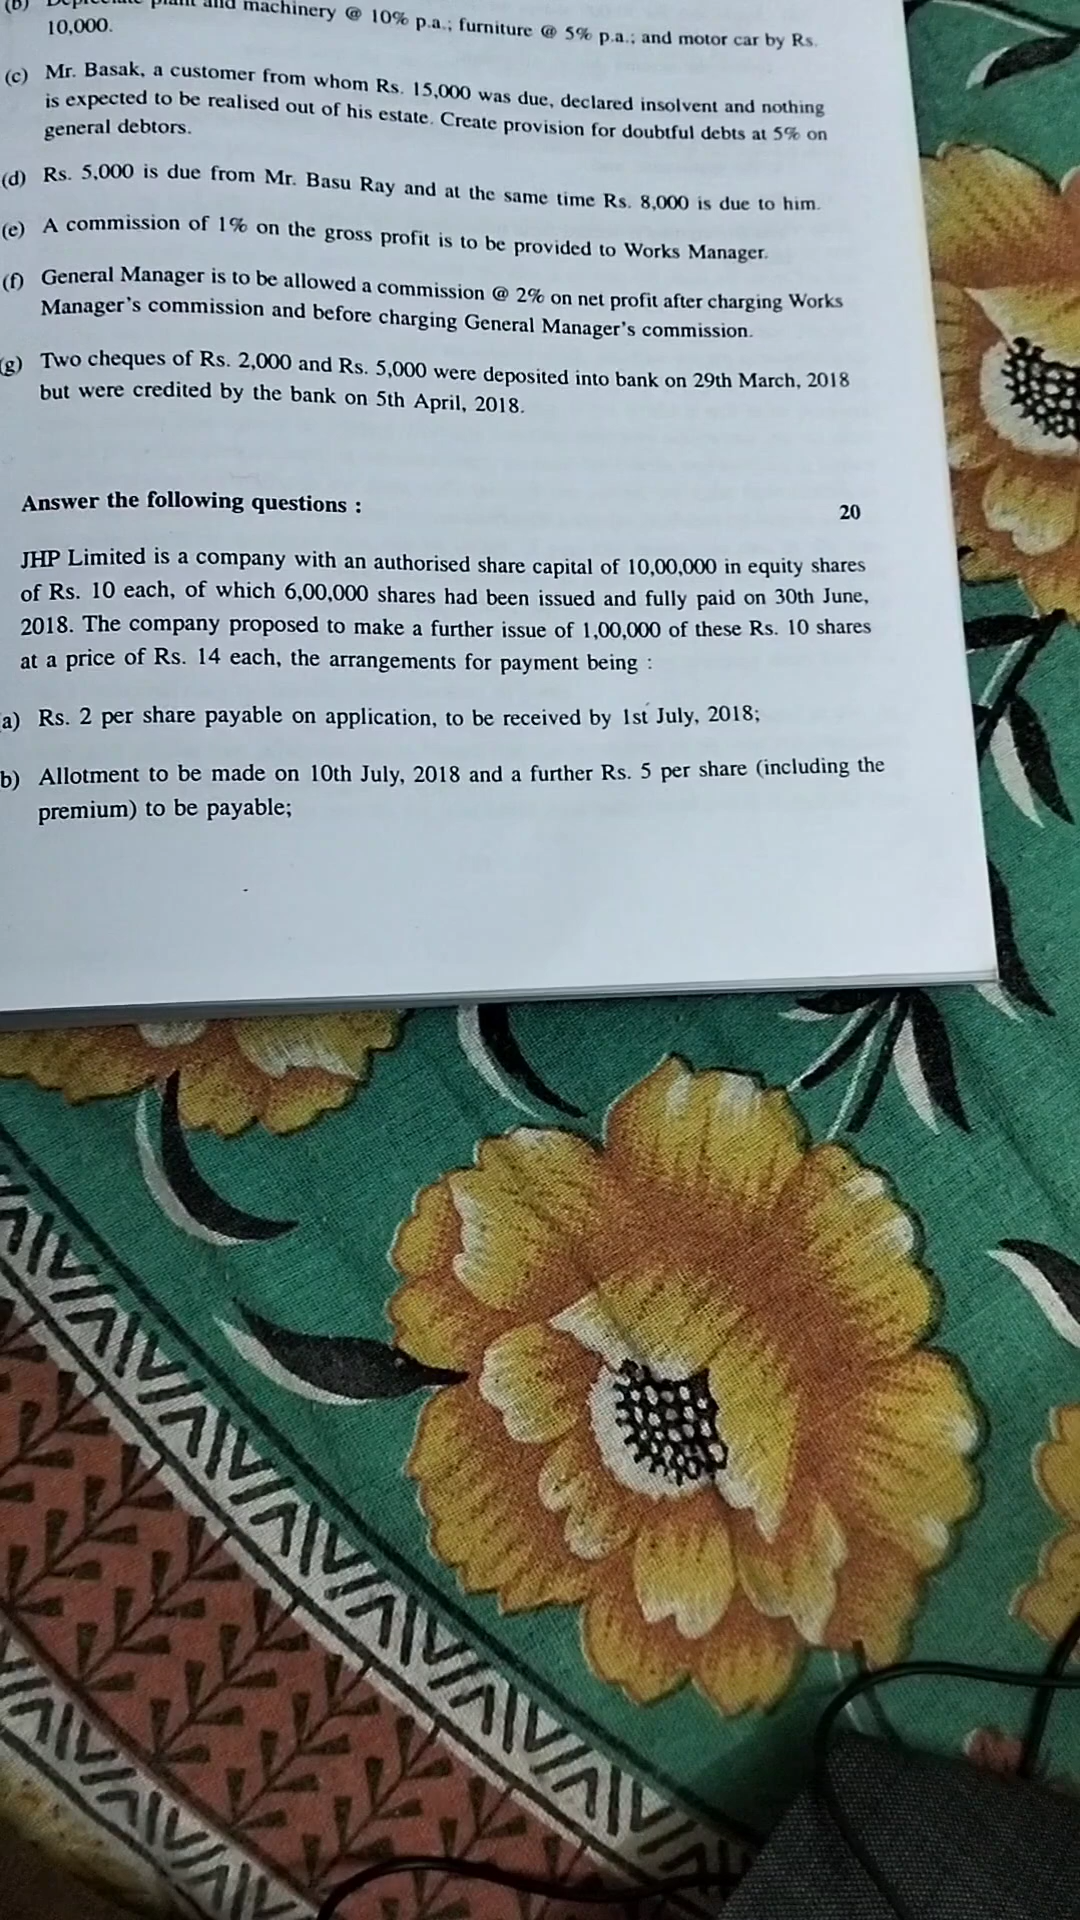 (b) Depreciate plant and machinery @ 10% p.a.; furniture @ 5% p.a.; and motor car by Rs.
10,000.
(c) Mr. Basak, a customer from whom Rs. 15,000 was due, declared insolvent and nothing
is expected to be realised out of his estate. Create provision for doubtful debts at 5% on
general debtors.
(d) Rs. 5,000 is due from Mr. Basu Ray and at the same time Rs. 8,000 is due to him.
(e) A commission of 1% on the gross profit is to be provided to Works Manager.
(f) General Manager is to be allowed a commission @ 2% on net profit after charging Works
Manager's commission and before charging General Manager's commission.
(g) Two cheques of Rs. 2,000 and Rs. 5,000 were deposited into bank on 29th March, 2018
but were credited by the bank on 5th April, 2018.
Answer the following questions : 20
JHP Limited is a company with an authorised share capital of 10,00,000 in equity shares
of Rs. 10 each, of which 6,00,000 shares had been issued and fully paid on 30th June,
2018. The company proposed to make a further issue of 1,00,000 of these Rs. 10 shares
at a price of Rs. 14 each, the arrangements for payment being :
a) Rs. 2 per share payable on application, to be received by 1st July, 2018;
b) Allotment to be made on 10th July, 2018 and a further Rs. 5 per share (including the
premium) to be payable;